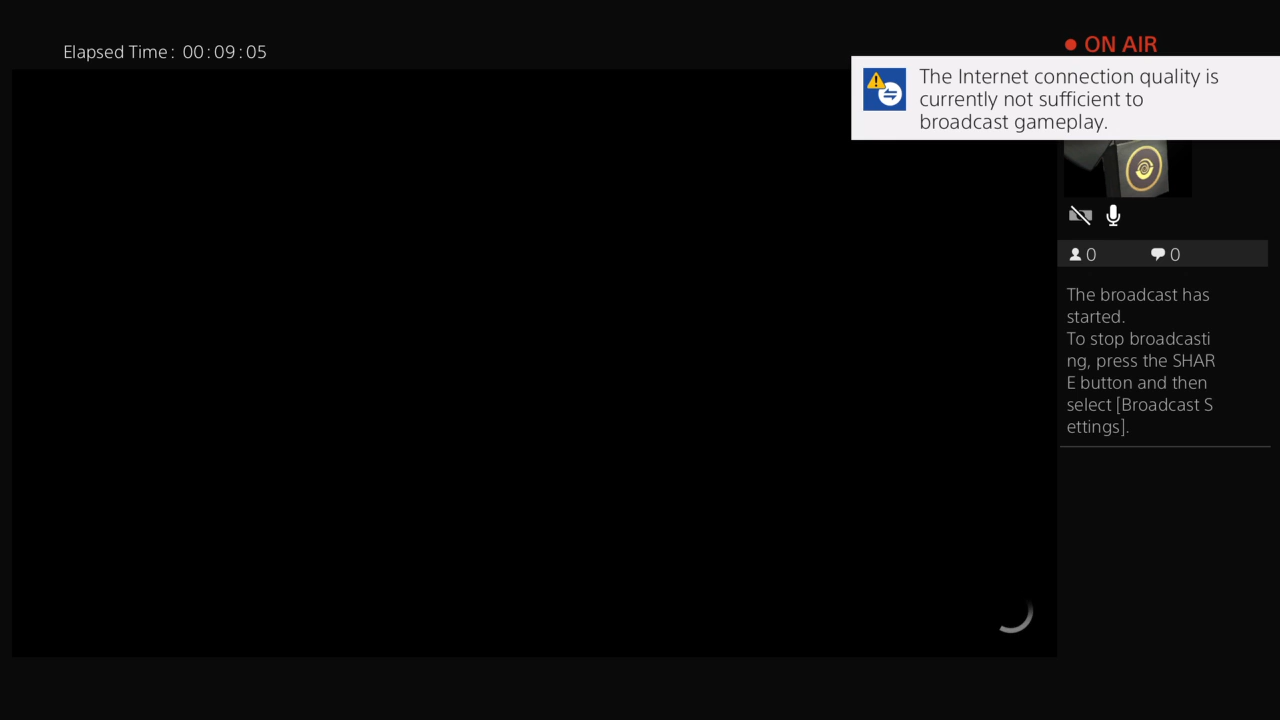 Elapsed Time: 00:09:05
ON AIR
The Internet connection quality is
currently not sufficient to
broadcast gameplay.
0
0
The broadcast has
started.
To stop broadcasti
ng, press the SHAR
E button and then
select [Broadcast S
ettings].